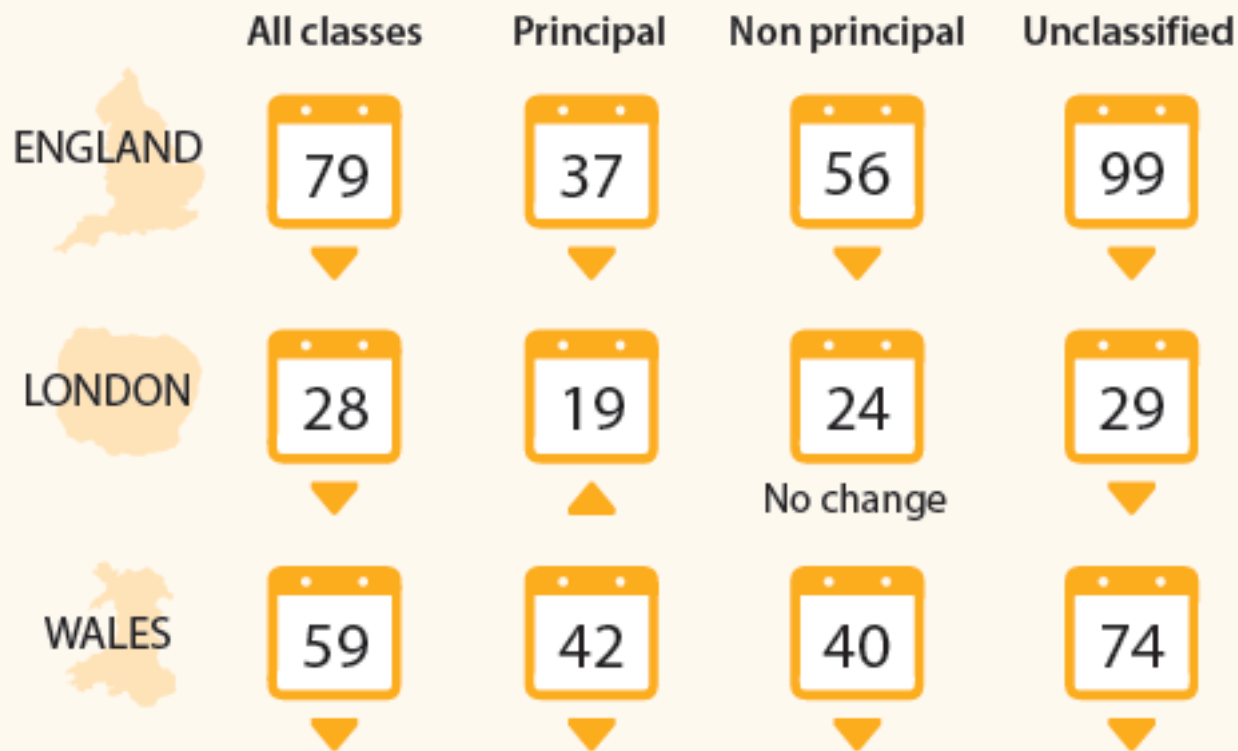 All classes Principal Non principal Unclassified
ENGLAND 79 37 56 99
LONDON 28 19 24 29
No change
WALES 59 42 40 74